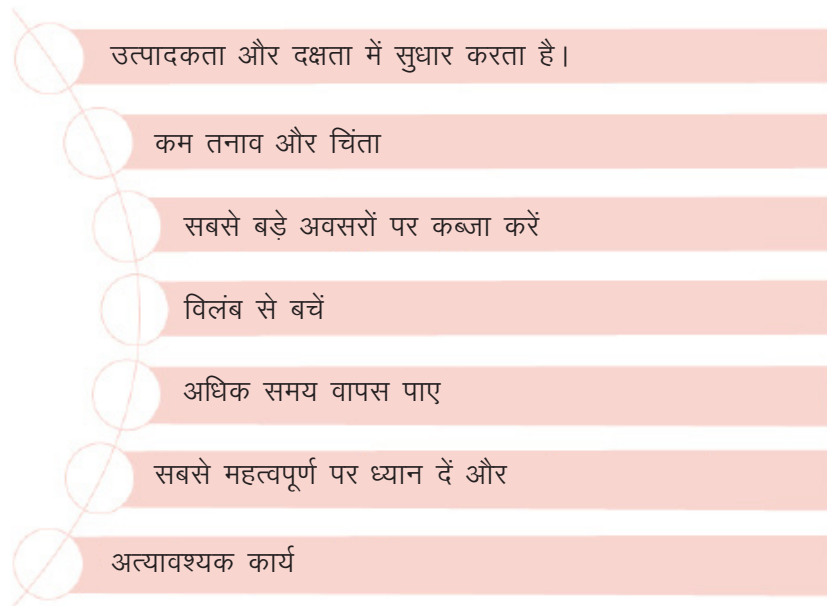 उत्पादकता और दक्षता में सुधार करता है।
कम तनाव और चिंता
सबसे बड़े अवसरों पर कब्जा करें
विलंब से बचें
अधिक समय वापस पाए
सबसे महत्वपूर्ण पर ध्यान दें और
अत्यावश्यक कार्य